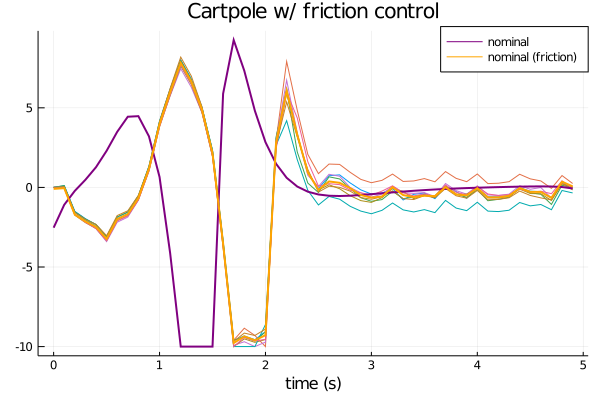 Cartpole w/ friction control
nominal
nominal (friction)
5
0
-5
-10
0
1
2
3
4
5
time (s)